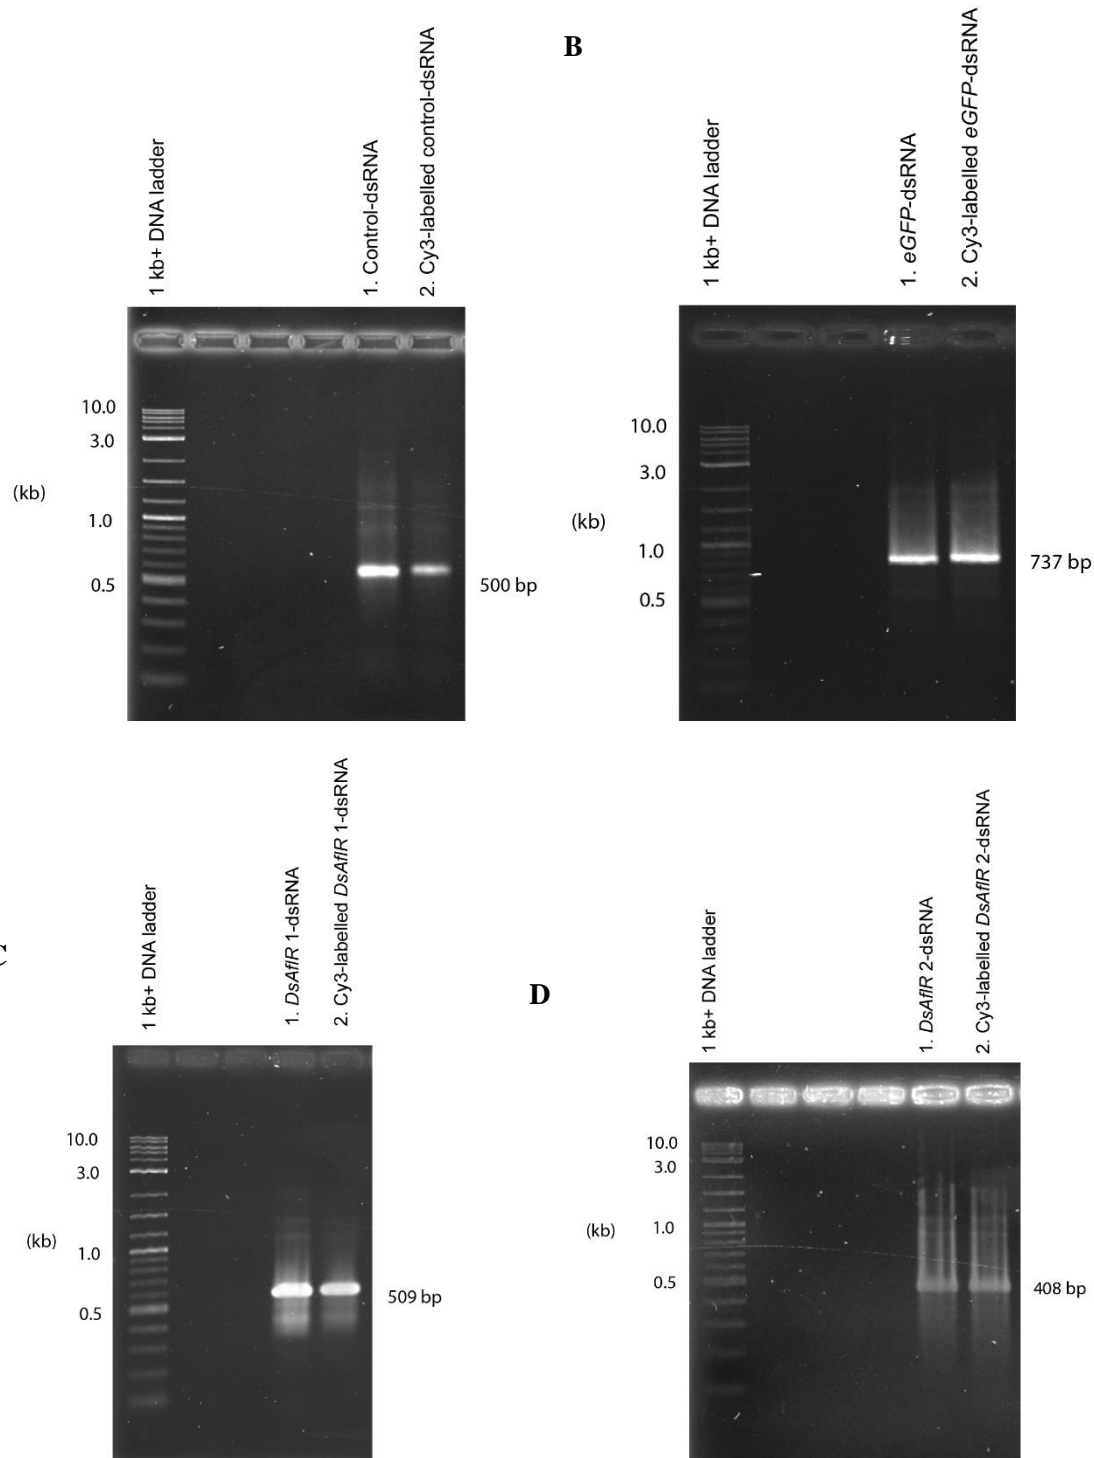 1 kb+ DNA ladder
1. Control-dsRNA
2. Cy3-labelled control-dsRNA
10.0
3.0
(kb)
1.0
0.5
500 bp
B
1 kb+ DNA ladder
1. eGFP-dsRNA
2. Cy3-labelled eGFP-dsRNA
10.0
3.0
(kb)
1.0
0.5
737 bp
1 kb+ DNA ladder
1. DsAflR 1-dsRNA
2. Cy3-labelled DsAflR 1-dsRNA
10.0
3.0
(kb)
1.0
0.5
509 bp
D
1 kb+ DNA ladder
1. DsAflR 2-dsRNA
2. Cy3-labelled DsAflR 2-dsRNA
10.0
3.0
(kb)
1.0
0.5
408 bp